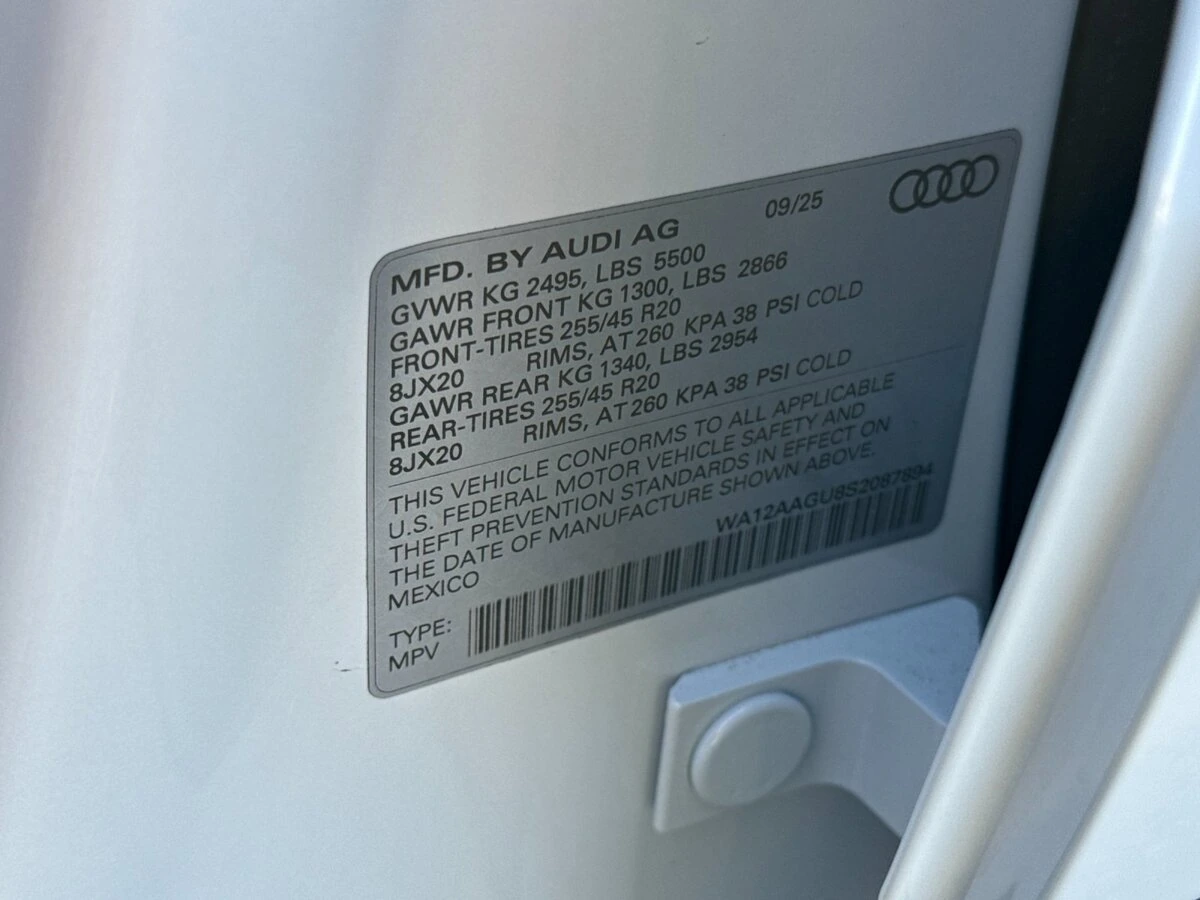 09/25
MFD. BY AUDI AG
GVWR KG 2495, LBS 5500
GAWR FRONT KG 1300, LBS 2866
FRONT-TIRES 255/45 R20
8JX20 RIMS, AT 260 KPA 38 PSI COLD
GAWR REAR KG 1340, LBS 2954
REAR-TIRES 255/45 R20
8JX20 RIMS, AT 260 KPA 38 PSI COLD
THIS VEHICLE CONFORMS TO ALL APPLICABLE
U.S. FEDERAL MOTOR VEHICLE SAFETY AND
THEFT PREVENTION STANDARDS IN EFFECT ON
THE DATE OF MANUFACTURE SHOWN ABOVE.
MEXICO
WA12AAGU8S2087894
TYPE:
MPV